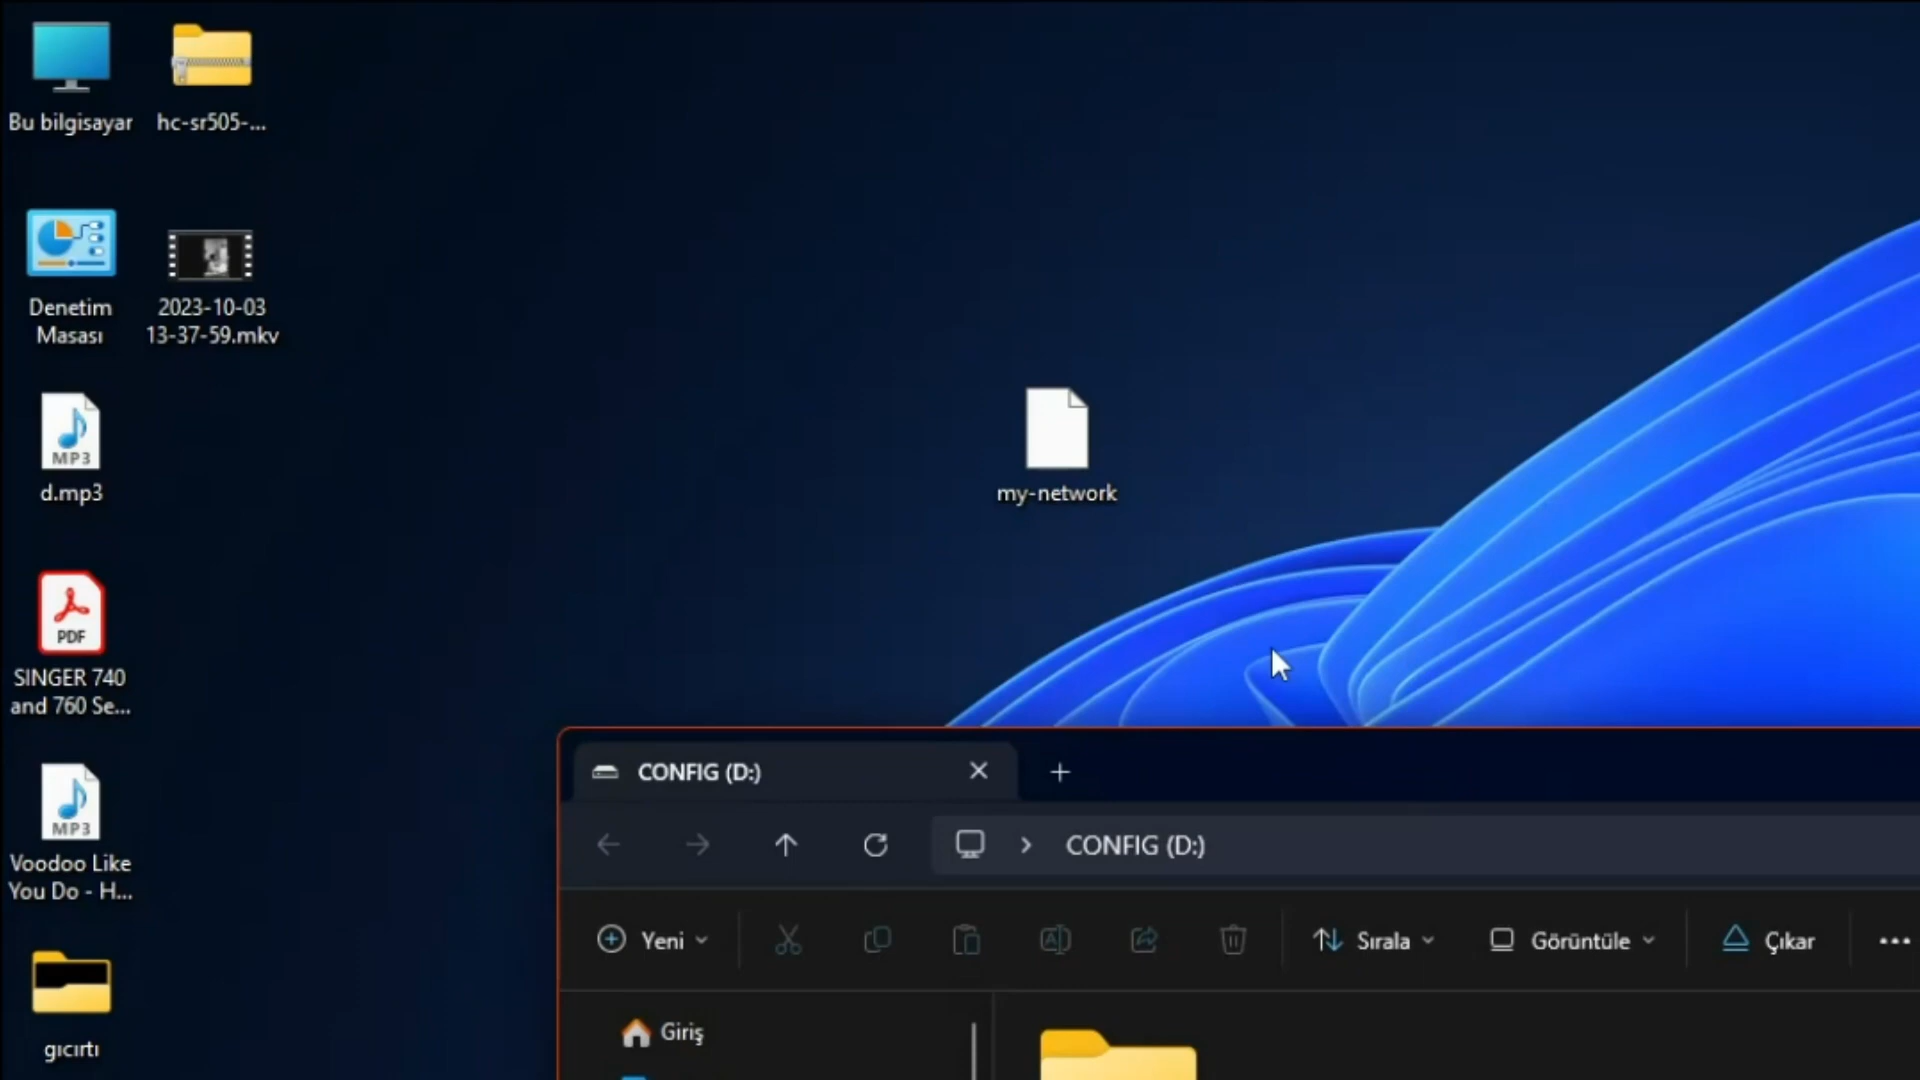 Bu bilgisayar
hc-sr505-...
Denetim
Masası
2023-10-03
13-37-59.mkv
MP3
d.mp3
my-network
PDF
SINGER 740
and 760 Se...
MP3
Voodoo Like
You Do - H...
gıcırtı
CONFIG (D:)
CONFIG (D:)
Yeni
Sırala
Görüntüle
Çıkar
Giriş